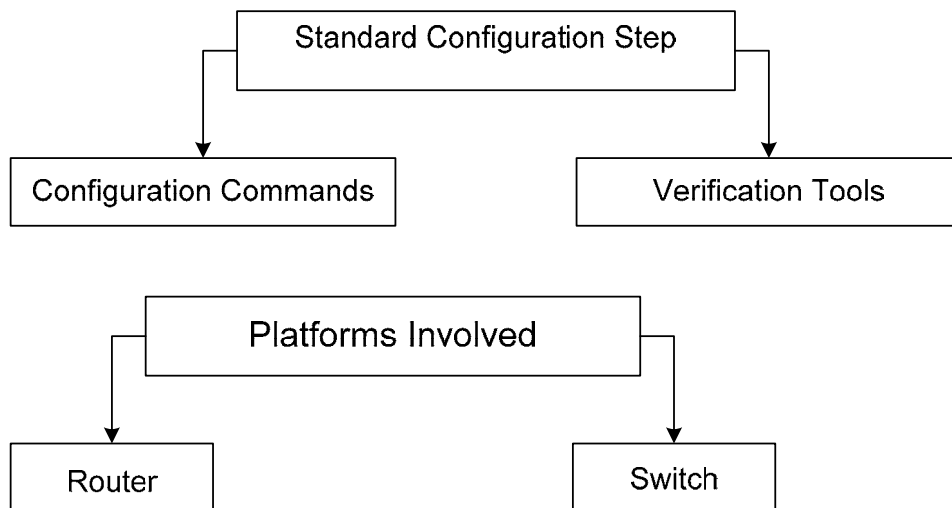 Standard Configuration Step
Configuration Commands
Verification Tools
Platforms Involved
Router
Switch